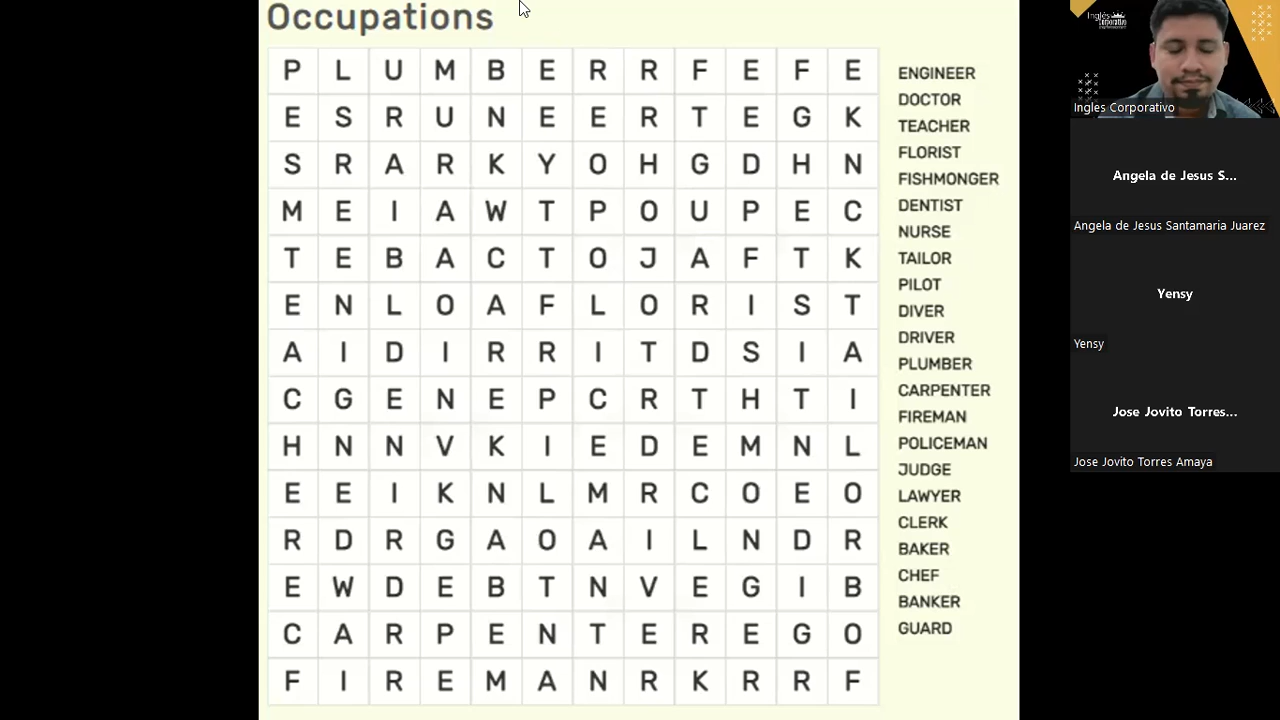 Occupations
P L U M B E R R F E F E
E S R U N E E R T E G K
S R A R K Y O H G D H N
M E I A W T P O U P E C
T E B A C T O J A F T K
E N L O A F L O R I S T
A I D I R R I T D S I A
C G E N E P C R T H T I
H N N V K I E D E M N L
E E I K N L M R C O E O
R D R G A O A I L N D R
E W D E B T N V E G I B
C A R P E N T E R E G O
F I R E M A N R K R R F
ENGINEER
DOCTOR
TEACHER
FLORIST
FISHMONGER
DENTIST
NURSE
TAILOR
PILOT
DIVER
DRIVER
PLUMBER
CARPENTER
FIREMAN
POLICEMAN
JUDGE
LAWYER
CLERK
BAKER
CHEF
BANKER
GUARD
Inglés
Corporativo
Ingles Corporativo
Angela de Jesus S...
Angela de Jesus Santamaria Juarez
Yensy
Yensy
Jose Jovito Torres...
Jose Jovito Torres Amaya